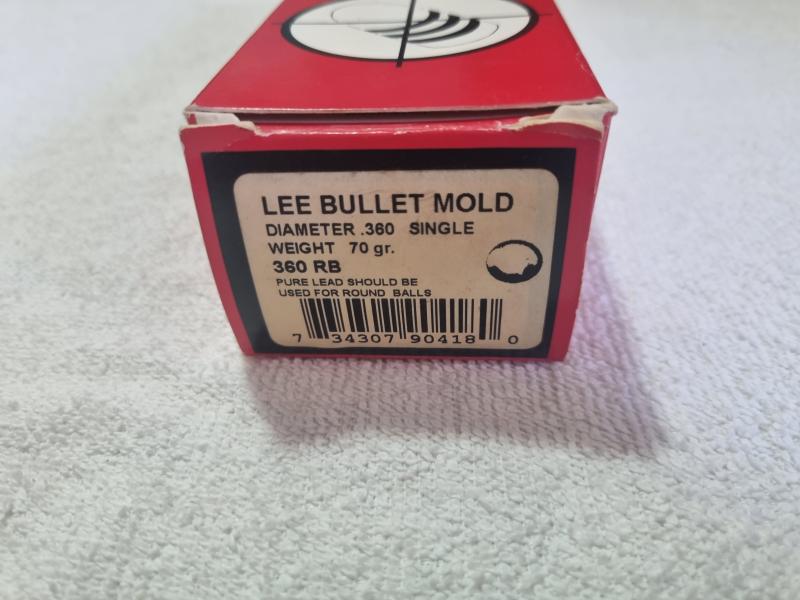 LEE BULLET MOLD
DIAMETER .360 SINGLE
WEIGHT 70 gr.
360 RB
PURE LEAD SHOULD BE
USED FOR ROUND BALLS
7 34307 90418 0